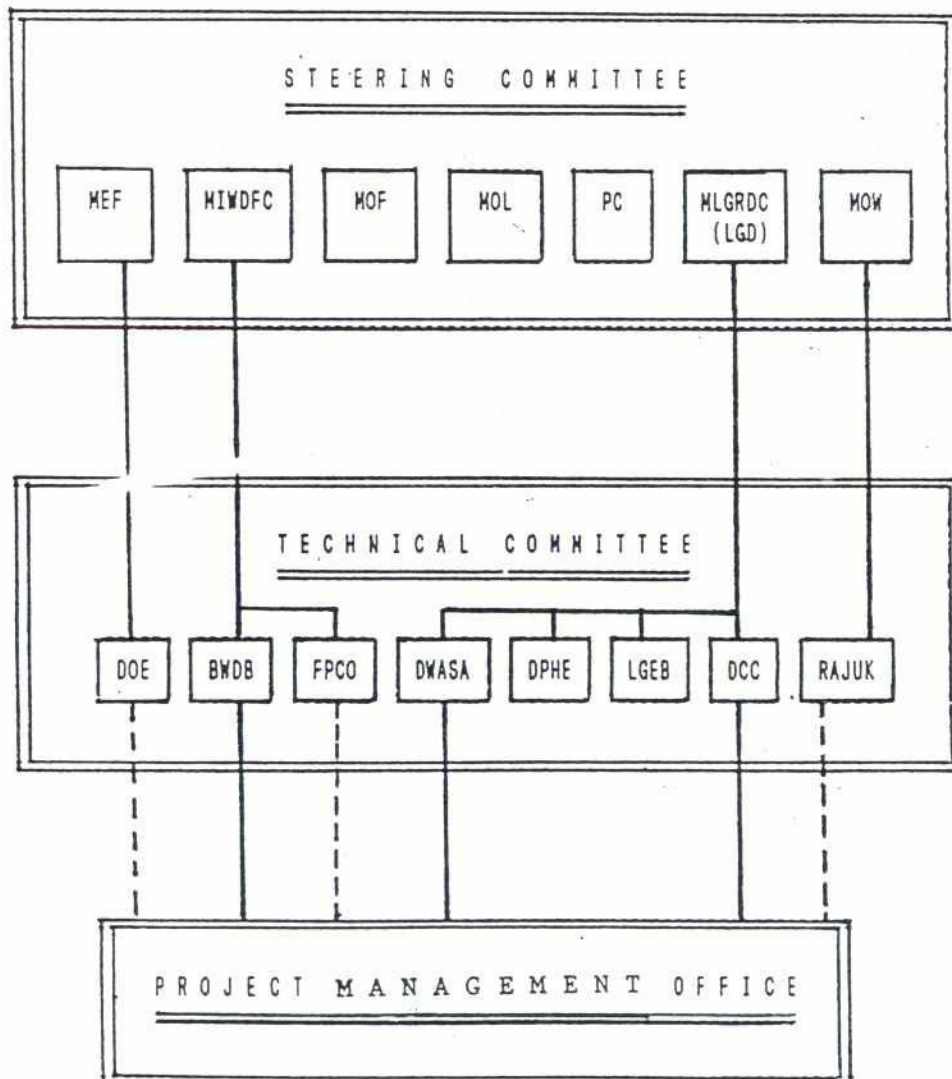 STEERING COMMITTEE
MEF MIWDFC MOF MOL PC MLGRDC MOW
(LGD)
TECHNICAL COMMITTEE
DOE BWDB FPCO DWASA DPHE LGEB DCC RAJUK
PROJECT MANAGEMENT OFFICE